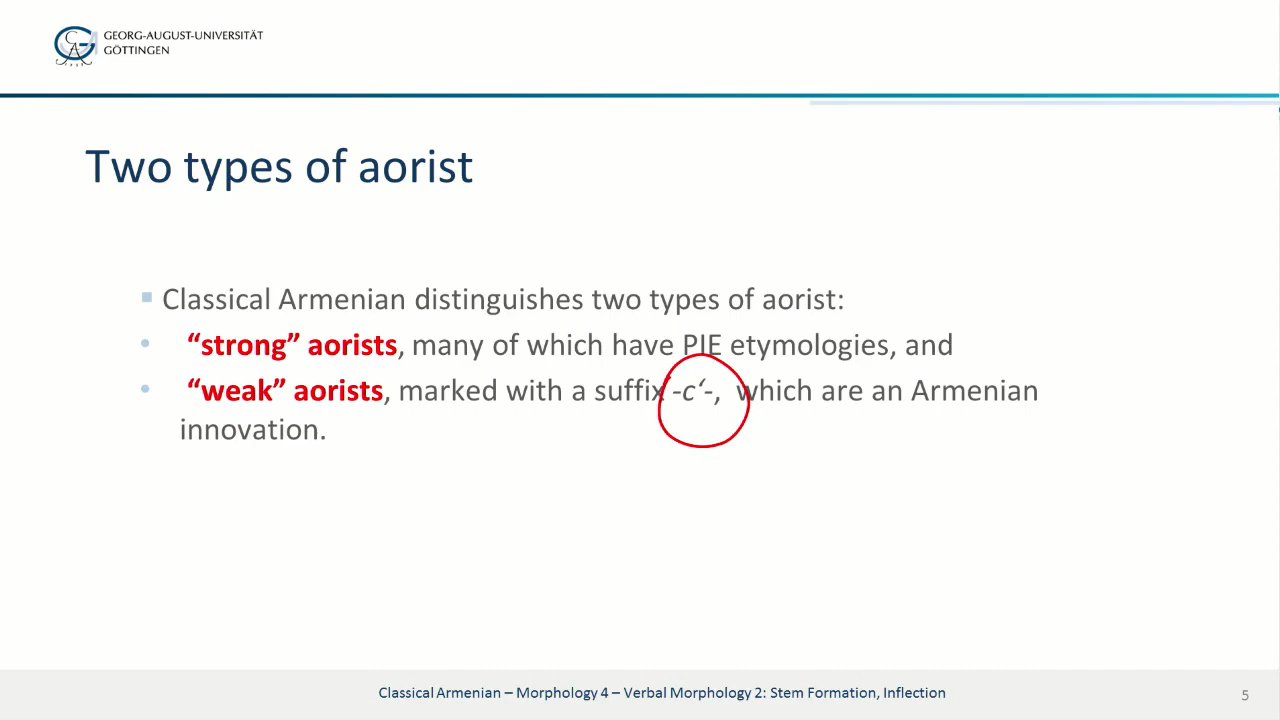 GEORG-AUGUST-UNIVERSITÄT
GÖTTINGEN
Two types of aorist
▪ Classical Armenian distinguishes two types of aorist:
• “strong” aorists, many of which have PIE etymologies, and
• “weak” aorists, marked with a suffix -c‘-, which are an Armenian
innovation.
Classical Armenian – Morphology 4 – Verbal Morphology 2: Stem Formation, Inflection
5